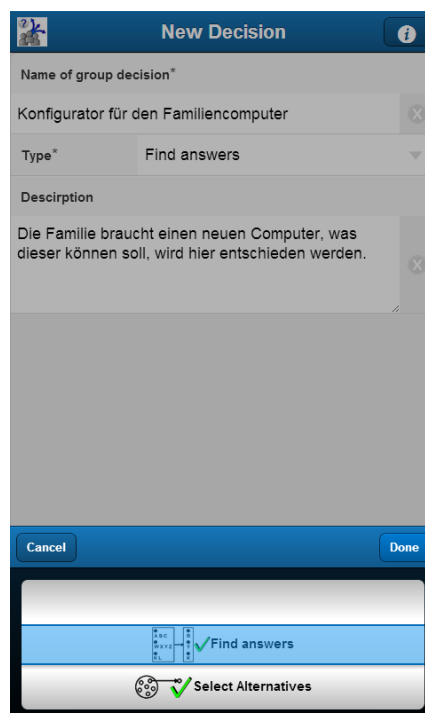 New Decision
Name of group decision*
Konfigurator für den Familiencomputer
Type*
Find answers
Descirption
Die Familie braucht einen neuen Computer, was
dieser können soll, wird hier entschieden werden.
Cancel
Done
Find answers
Select Alternatives